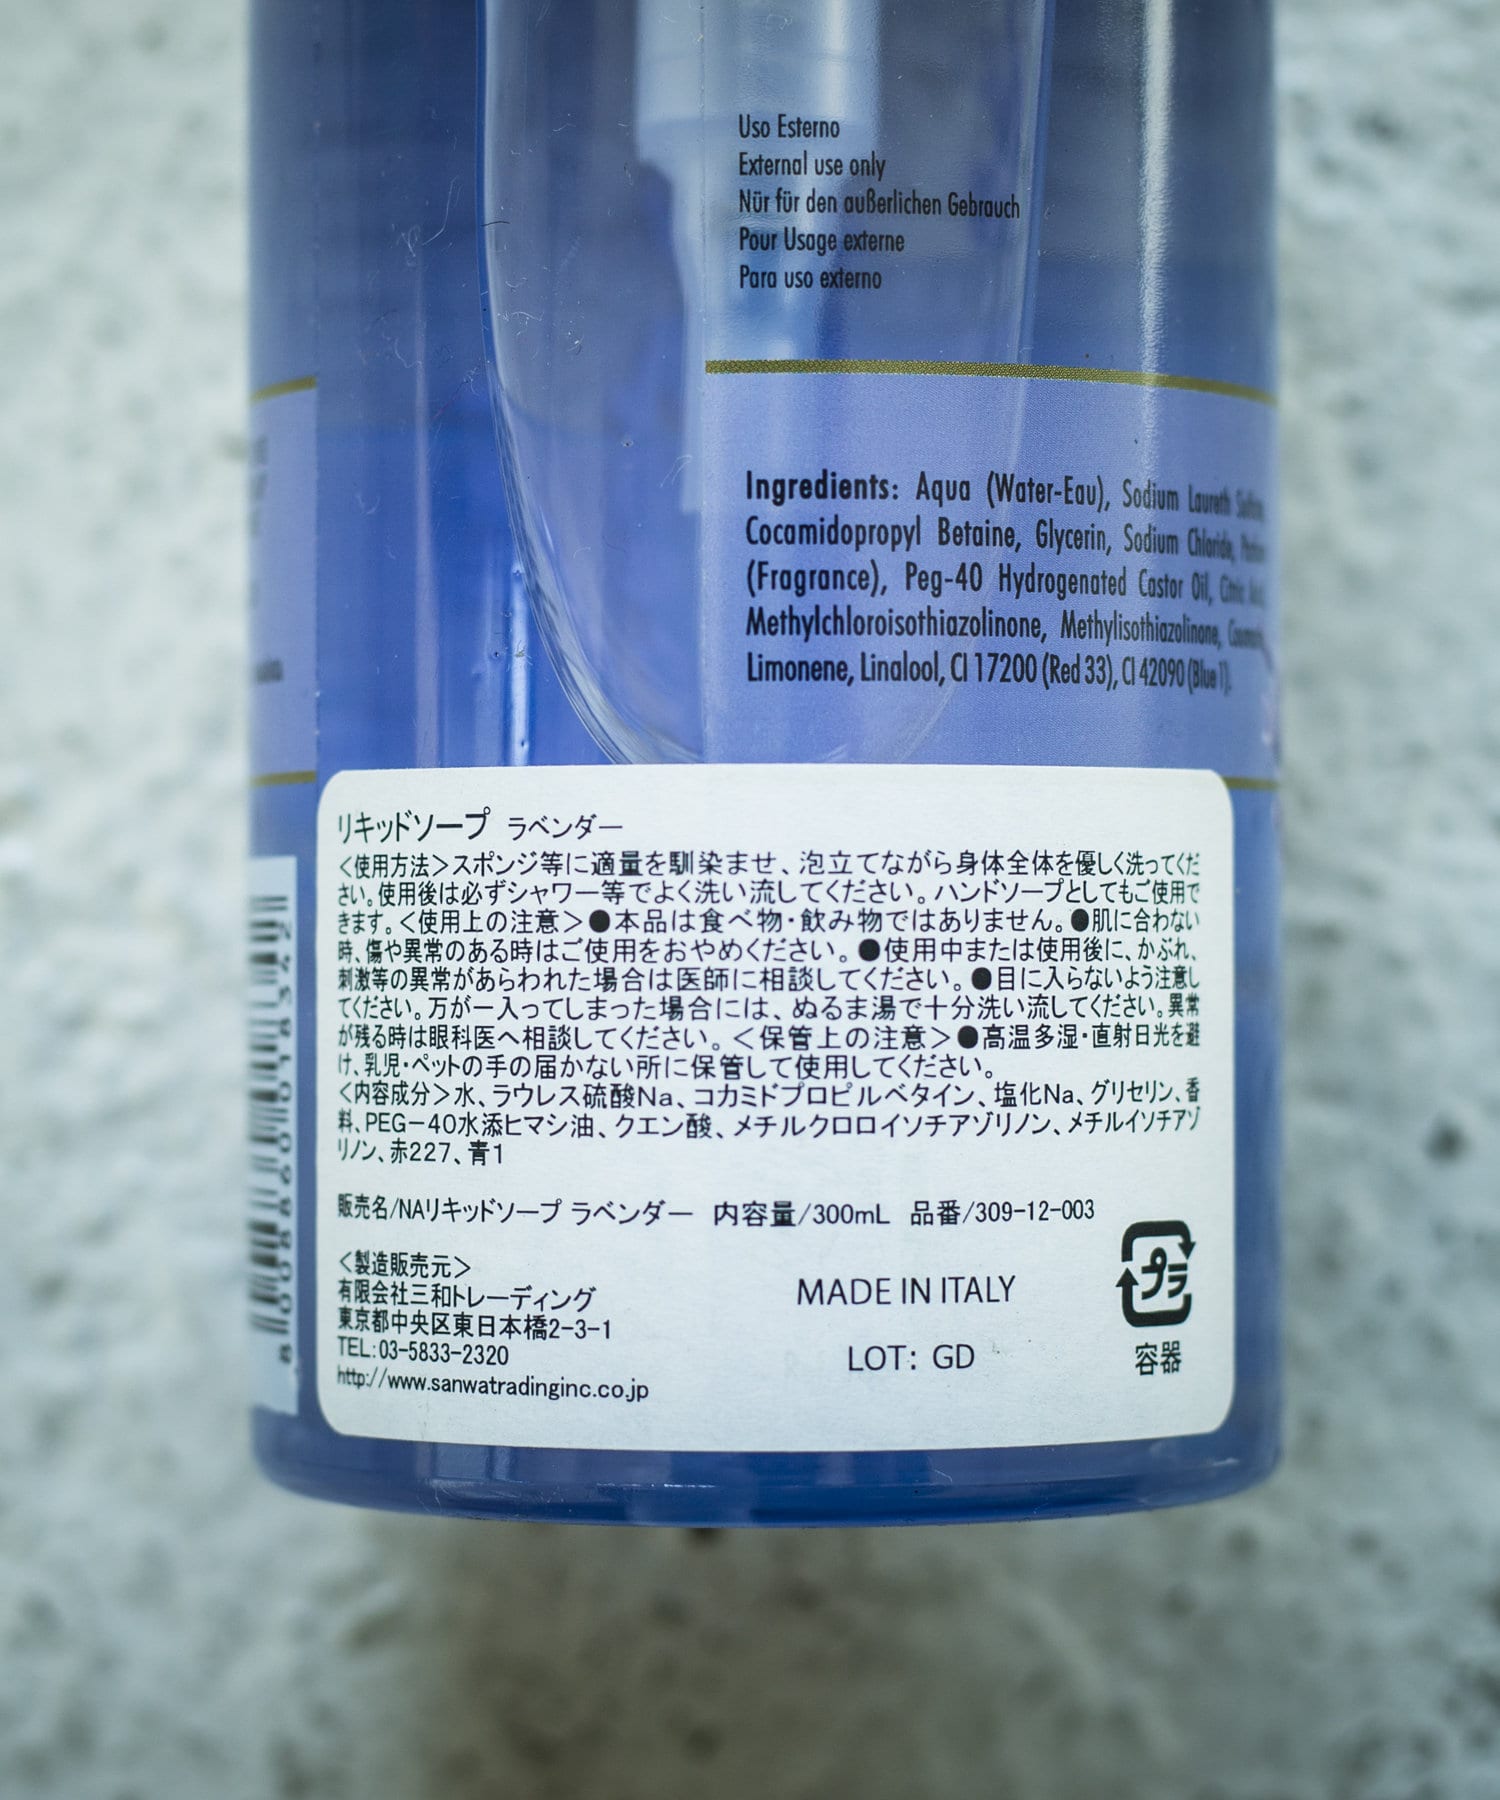 Uso Esterno
External use only
Nür für den außerlichen Gebrauch
Pour Usage externe
Para uso externo
Ingredients: Aqua (Water-Eau), Sodium Laureth
Cocamidopropyl Betaine, Glycerin, Sodium Chloride,
(Fragrance), Peg-40 Hydrogenated Castor Oil, Citric
Methylchloroisothiazolinone, Methylisothiazolinone,
Limonene, Linalool, CI 17200 (Red 33), CI 42090 (Blue 1).
リキッドソープ ラベンダー
＜使用方法＞スポンジ等に適量を馴染ませ、泡立てながら身体全体を優しく洗ってくだ
さい。使用後は必ずシャワー等でよく洗い流してください。ハンドソープとしてもご使用で
きます。＜使用上の注意＞●本品は食べ物・飲み物ではありません。●肌に合わない
時、傷や異常のある時はご使用をおやめください。●使用中または使用後に、かぶれ、
刺激等の異常があらわれた場合は医師に相談してください。●目に入らないよう注意し
てください。万が一入ってしまった場合には、ぬるま湯で十分洗い流してください。異常
が残る時は眼科医へ相談してください。＜保管上の注意＞●高温多湿・直射日光を避
け、乳児・ペットの手の届かない所に保管して使用してください。
＜内容成分＞水、ラウレス硫酸Na、コカミドプロピルベタイン、塩化Na、グリセリン、香
料、PEG－40水添ヒマシ油、クエン酸、メチルクロロイソチアゾリノン、メチルイソチアゾ
リノン、赤227、青1
販売名/NAリキッドソープ ラベンダー 内容量/300mL 品番/309-12-003
＜製造販売元＞
有限会社三和トレーディング
東京都中央区東日本橋2-3-1
TEL:03-5833-2320
http://www.sanwatradinginc.co.jp
MADE IN ITALY
LOT: GD
プラ
容器
8 008860 018342